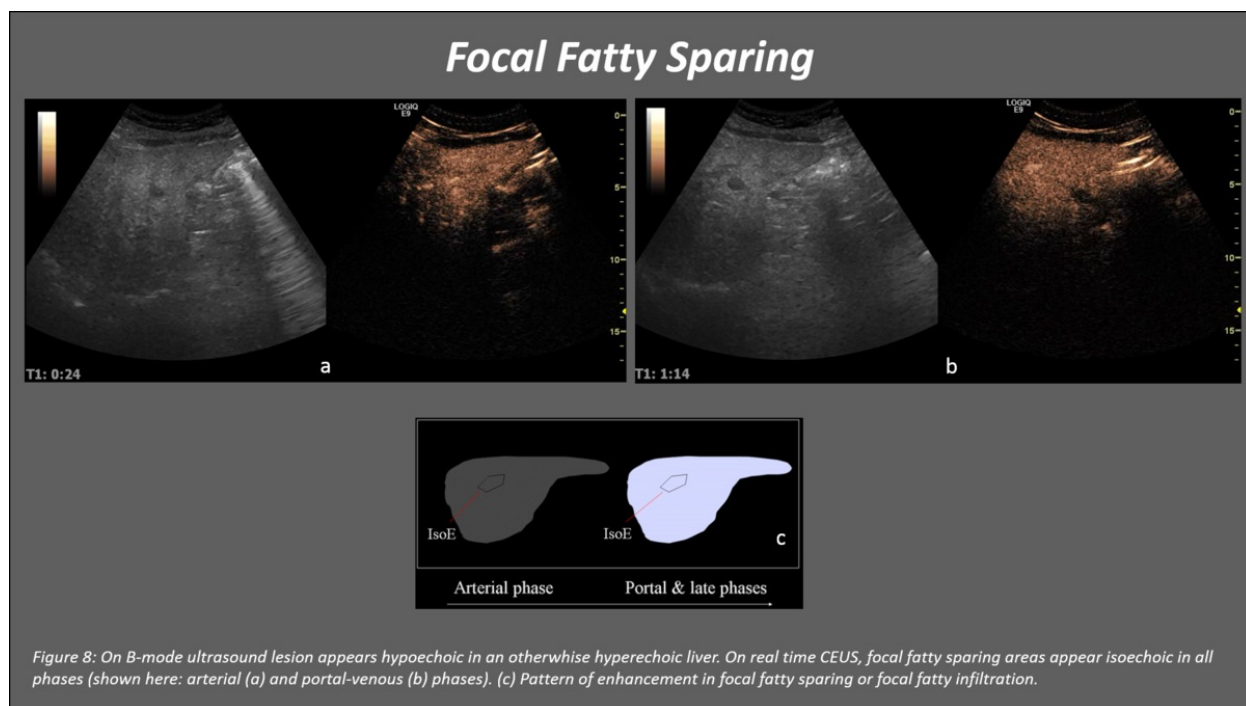 Focal Fatty Sparing
LOGIQ
E9
0
5
10
15
T1: 0:24
a
LOGIQ
E9
0
5
10
15
T1: 1:14
b
IsoE
IsoE
c
Arterial phase
Portal & late phases
Figure 8: On B-mode ultrasound lesion appears hypoechoic in an otherwhise hyperechoic liver. On real time CEUS, focal fatty sparing areas appear isoechoic in all
phases (shown here: arterial (a) and portal-venous (b) phases). (c) Pattern of enhancement in focal fatty sparing or focal fatty infiltration.